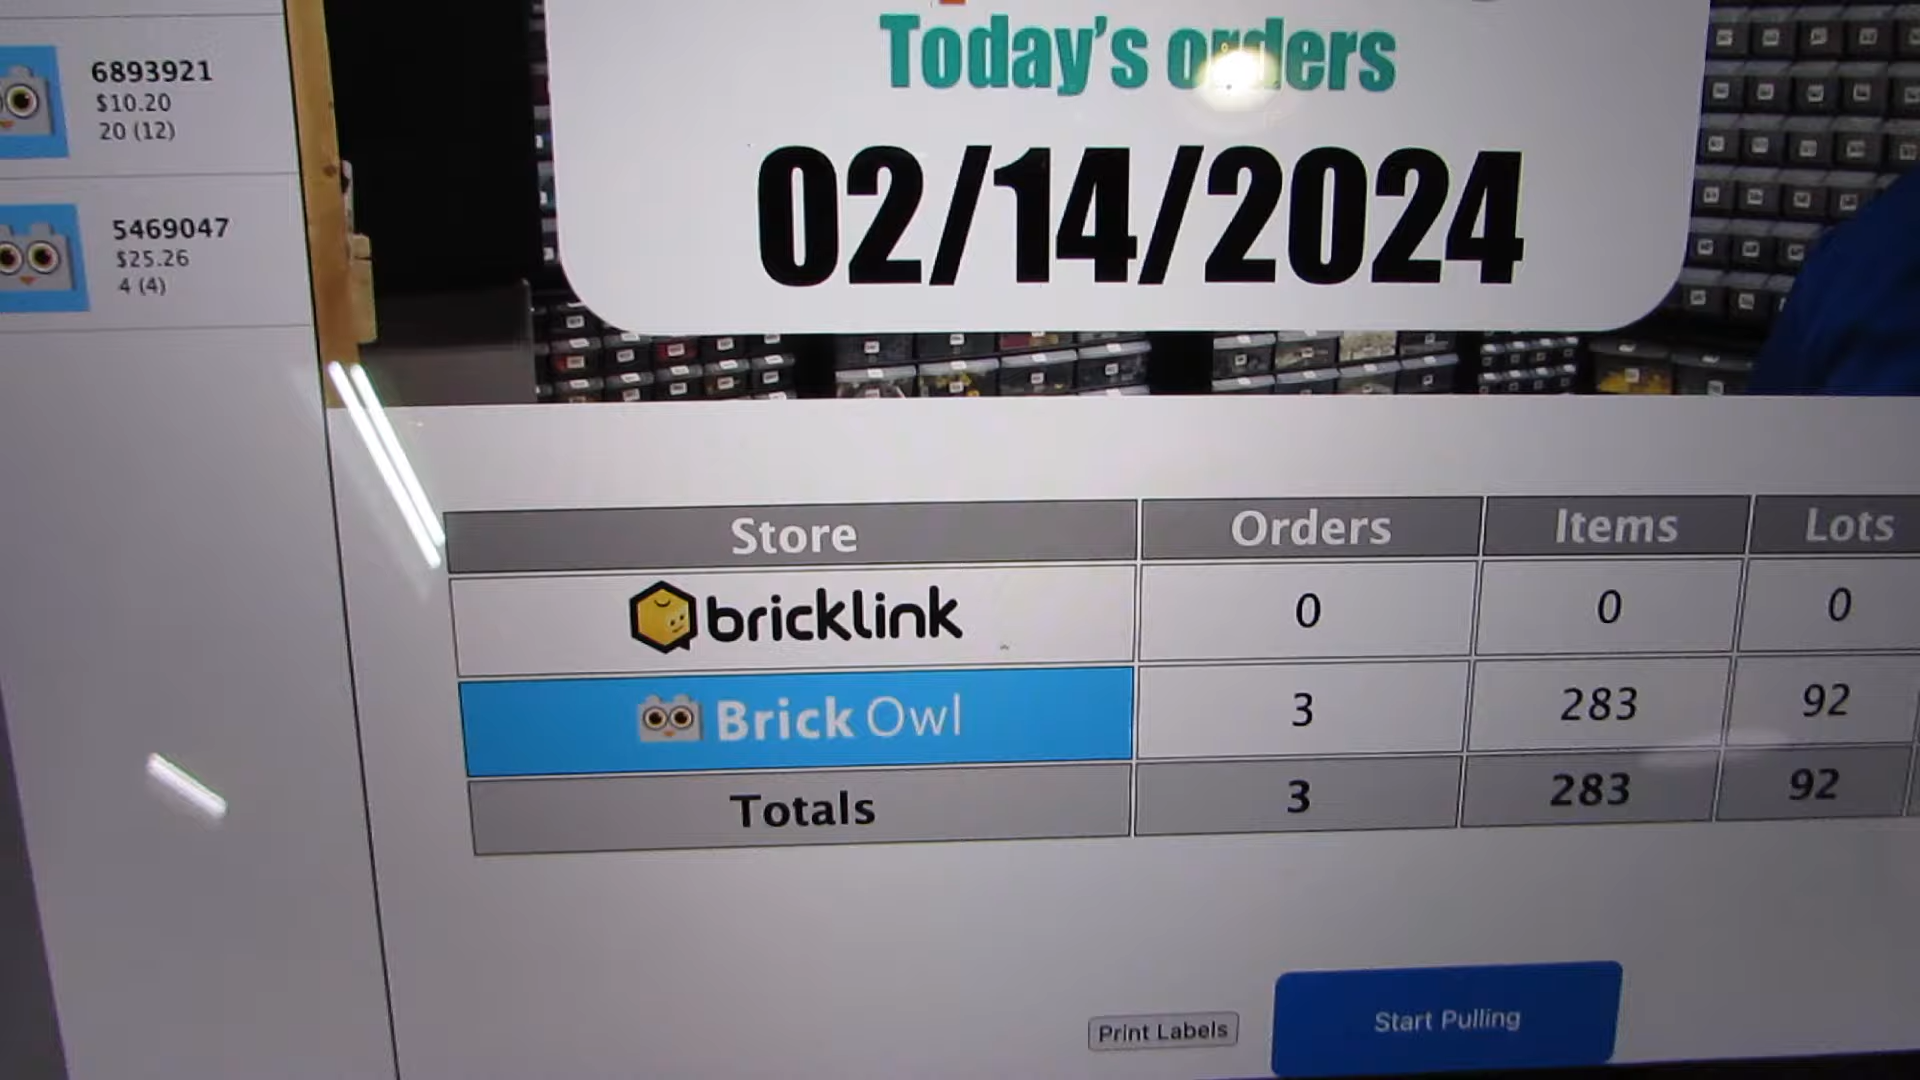 6893921
$10.20
20 (12)
5469047
$25.26
4 (4)
Today's orders
02/14/2024
Store Orders Items Lots
bricklink 0 0 0
Brick Owl 3 283 92
Totals 3 283 92
Print Labels
Start Pulling